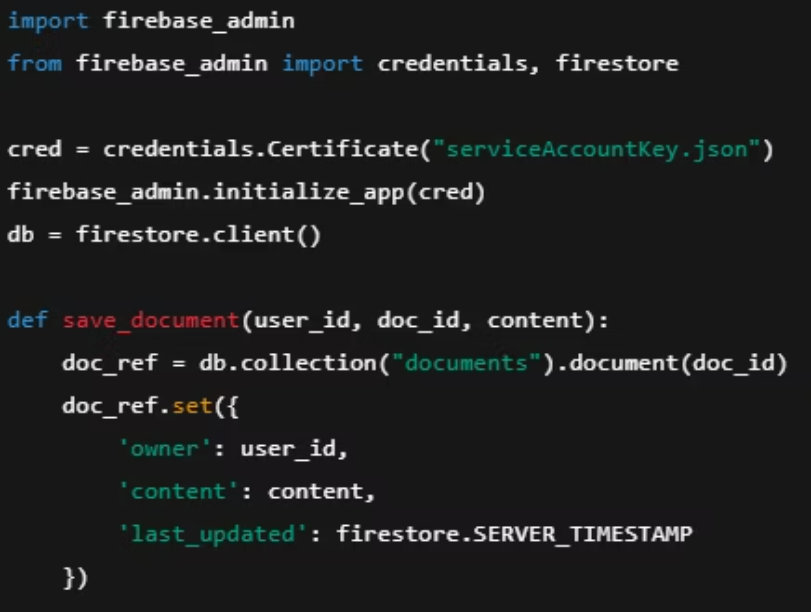 import firebase_admin
from firebase_admin import credentials, firestore
cred = credentials.Certificate("serviceAccountKey.json")
firebase_admin.initialize_app(cred)
db = firestore.client()
def save_document(user_id, doc_id, content):
    doc_ref = db.collection("documents").document(doc_id)
    doc_ref.set({
        'owner': user_id,
        'content': content,
        'last_updated': firestore.SERVER_TIMESTAMP
    })